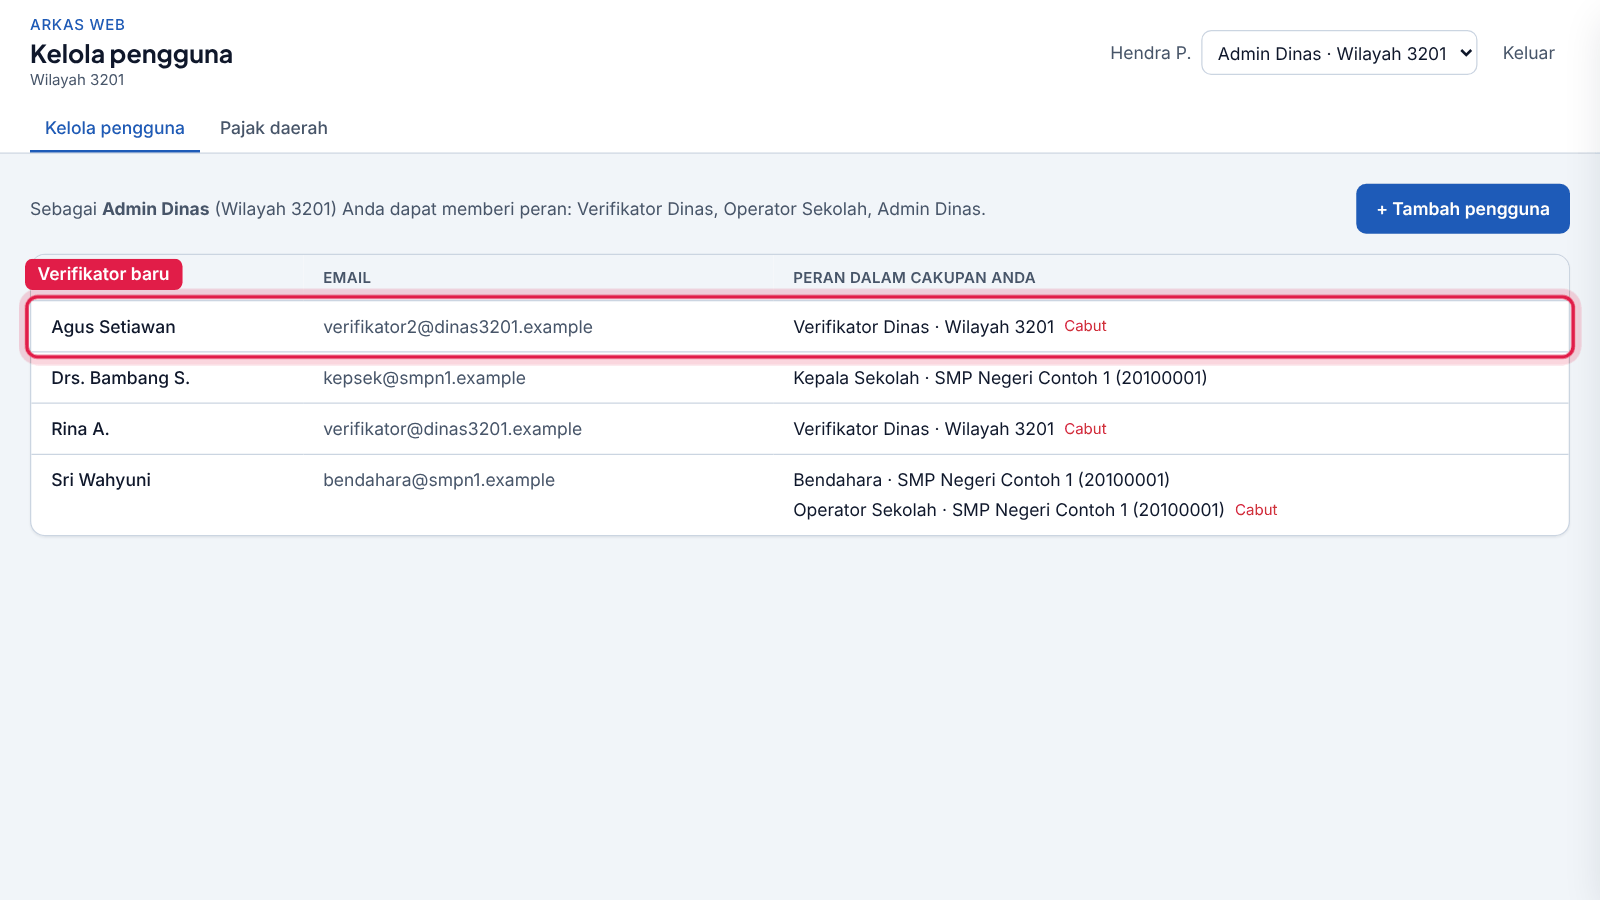 ARKAS WEB
Kelola pengguna
Wilayah 3201
Hendra P.
Admin Dinas · Wilayah 3201
Keluar
Kelola pengguna
Pajak daerah
Sebagai Admin Dinas (Wilayah 3201) Anda dapat memberi peran: Verifikator Dinas, Operator Sekolah, Admin Dinas.
+ Tambah pengguna
Verifikator baru
EMAIL
PERAN DALAM CAKUPAN ANDA
Agus Setiawan
verifikator2@dinas3201.example
Verifikator Dinas · Wilayah 3201 Cabut
Drs. Bambang S.
kepsek@smpn1.example
Kepala Sekolah · SMP Negeri Contoh 1 (20100001)
Rina A.
verifikator@dinas3201.example
Verifikator Dinas · Wilayah 3201 Cabut
Sri Wahyuni
bendahara@smpn1.example
Bendahara · SMP Negeri Contoh 1 (20100001)
Operator Sekolah · SMP Negeri Contoh 1 (20100001) Cabut